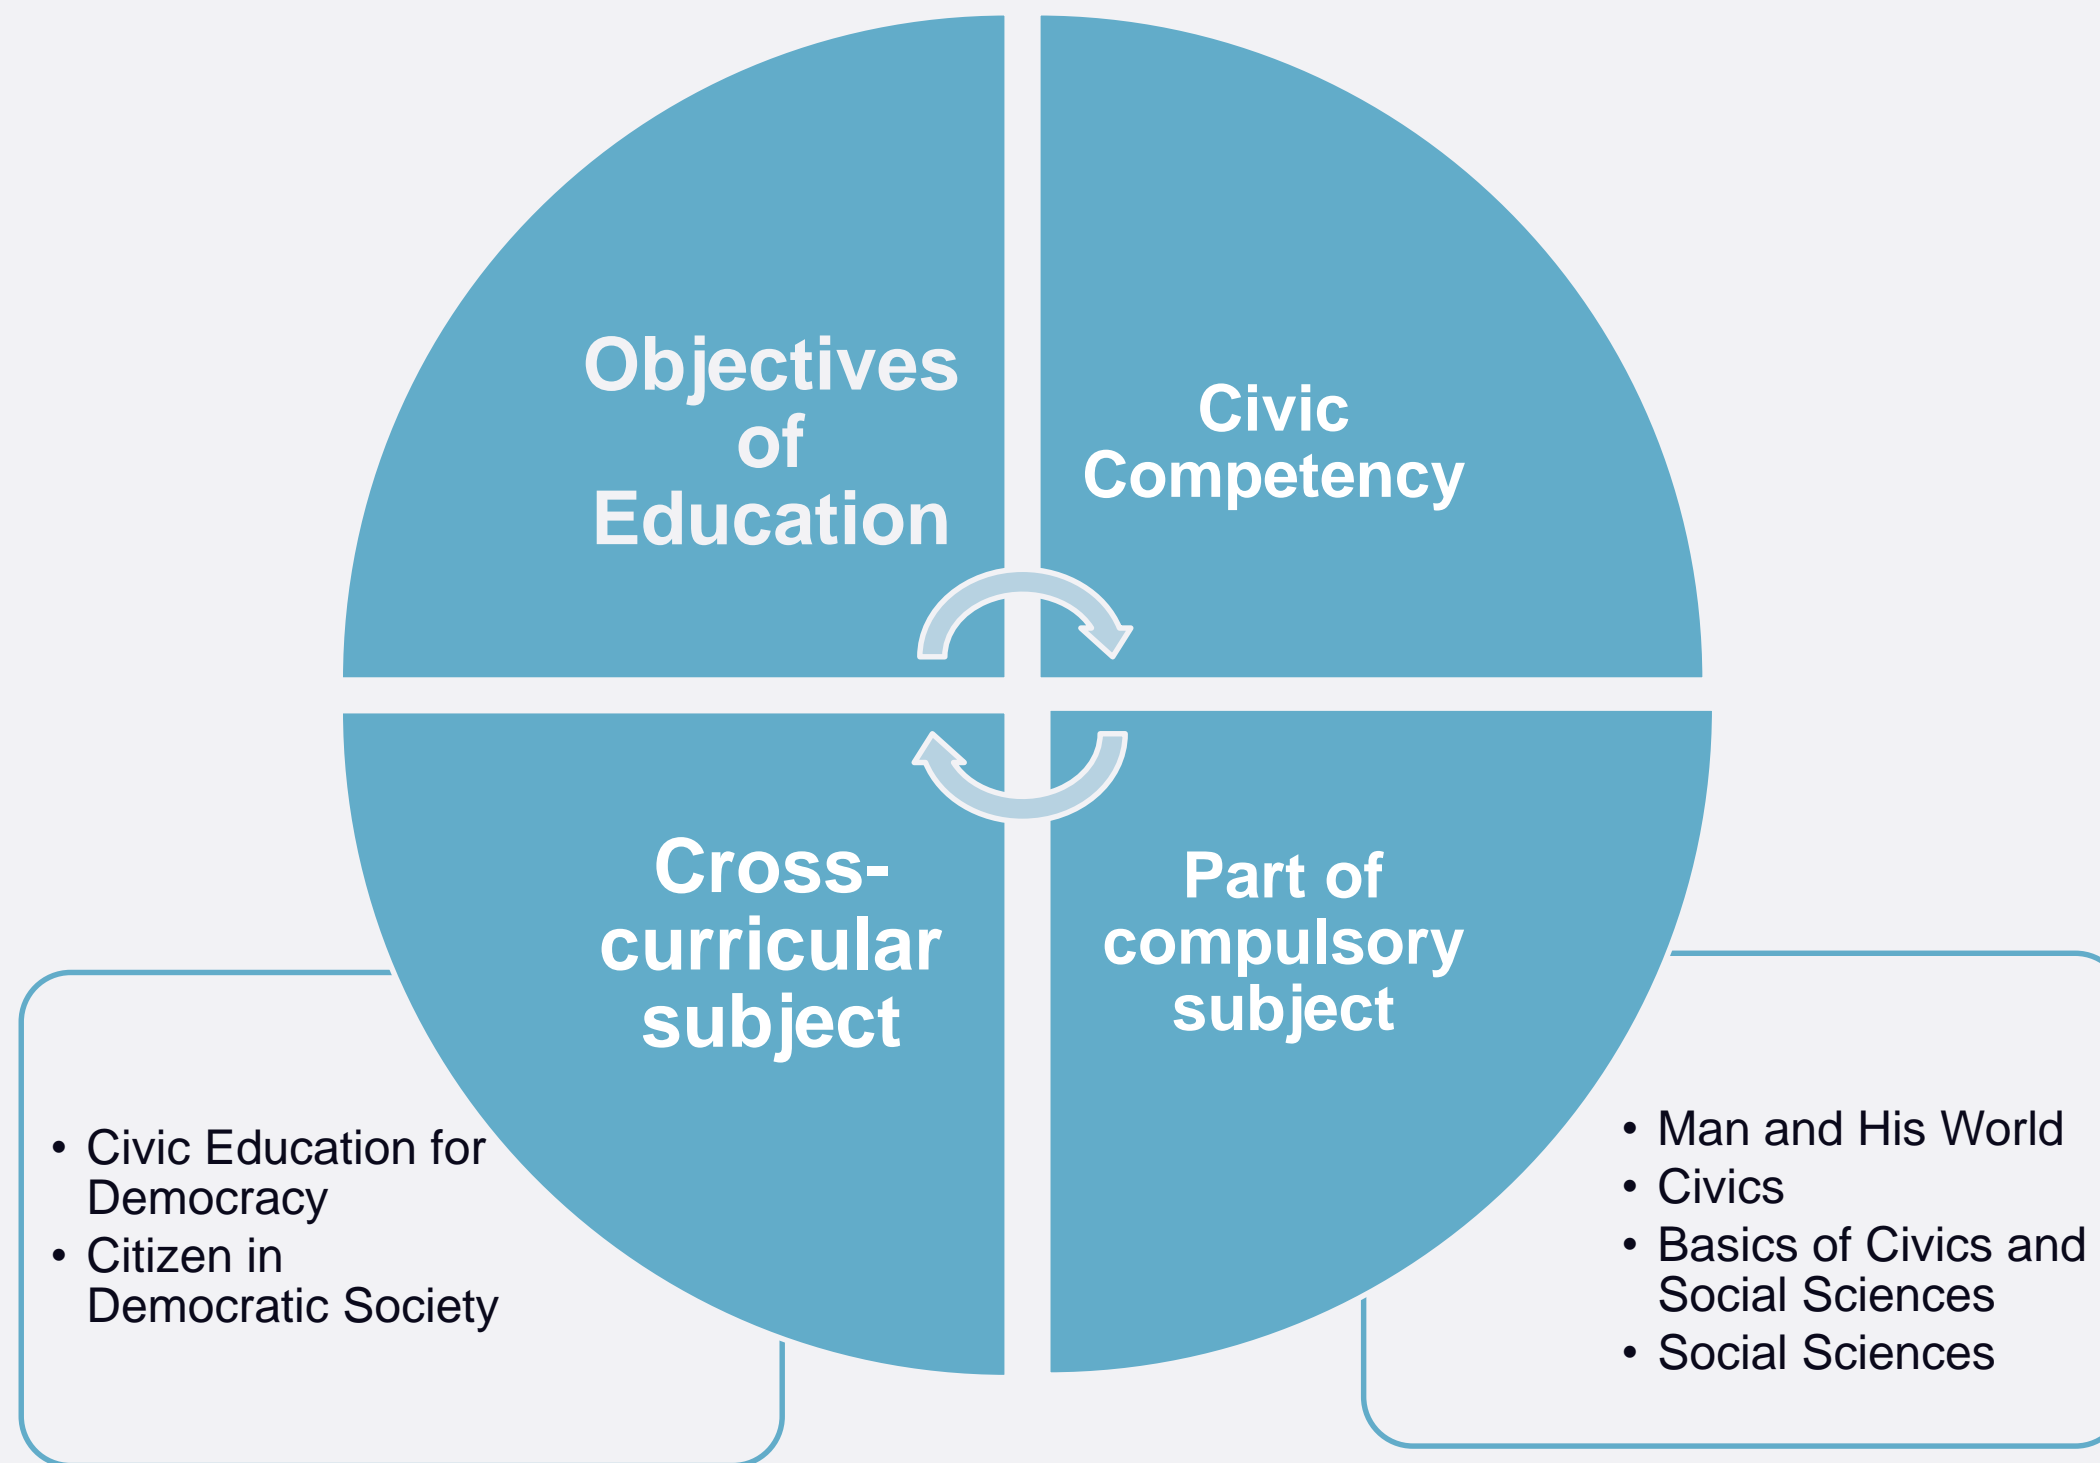 Objectives
of
Education
Civic
Competency
Cross-
curricular
subject
Part of
compulsory
subject
• Civic Education for
Democracy
• Citizen in
Democratic Society
• Man and His World
• Civics
• Basics of Civics and
Social Sciences
• Social Sciences